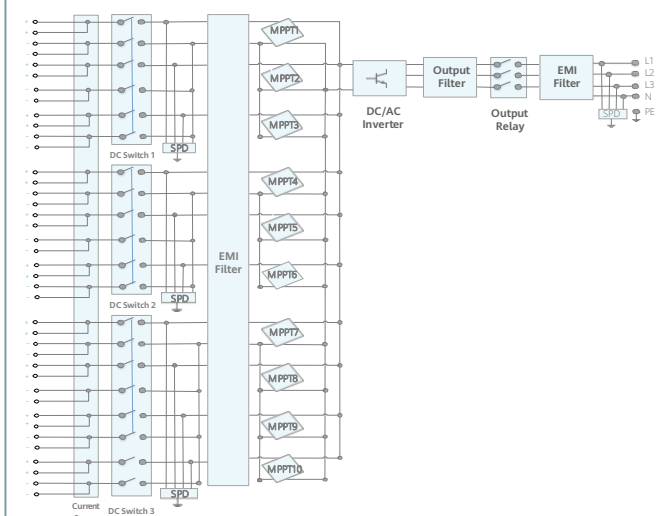 MPPT1
MPPT2
MPPT3
SPD
DC Switch 1
MPPT4
MPPT5
MPPT6
EMI
Filter
SPD
DC Switch 2
MPPT7
MPPT8
MPPT9
MPPT10
SPD
Current
DC Switch 3
DC/AC
Inverter
Output
Filter
Output
Relay
EMI
Filter
SPD
L1
L2
L3
N
PE